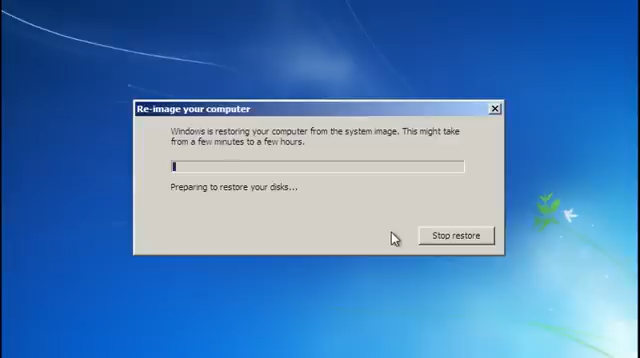 Re-image your computer
Windows is restoring your computer from the system image. This might take
from a few minutes to a few hours.
Preparing to restore your disks...
Stop restore